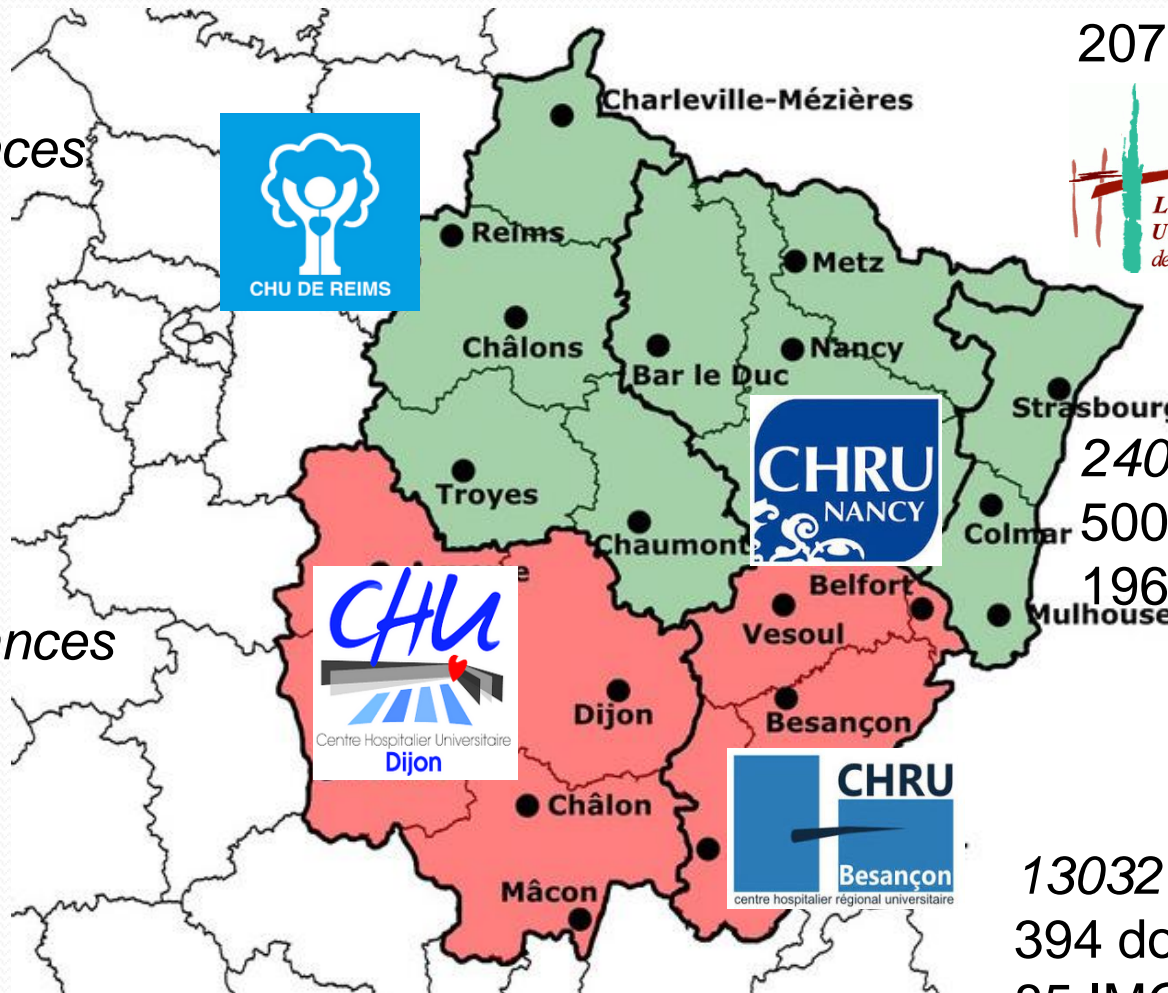 207
Charleville-Mézières
CHU DE REIMS
Reims
Metz
Châlons
Nancy
Bar le Duc
Strasbourg
CHRU
NANCY
240
Troyes
500
Colmar
Chaumont
196
Belfort
Mulhouse
Vesoul
CHU
Centre Hospitalier Universitaire
Dijon
Dijon
Besançon
CHRU
Besançon
centre hospitalier régional universitaire
Châlon
Mâcon
13032
394